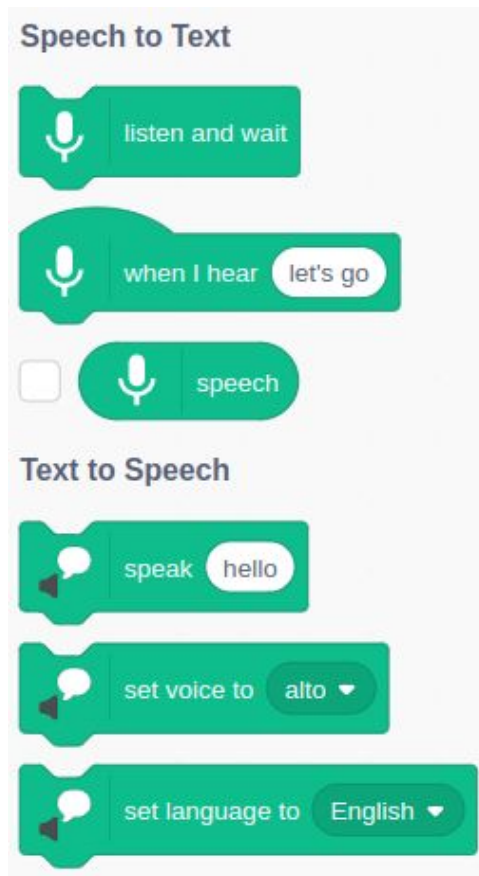 Speech to Text
listen and wait
when I hear let's go
speech
Text to Speech
speak hello
set voice to alto
set language to English